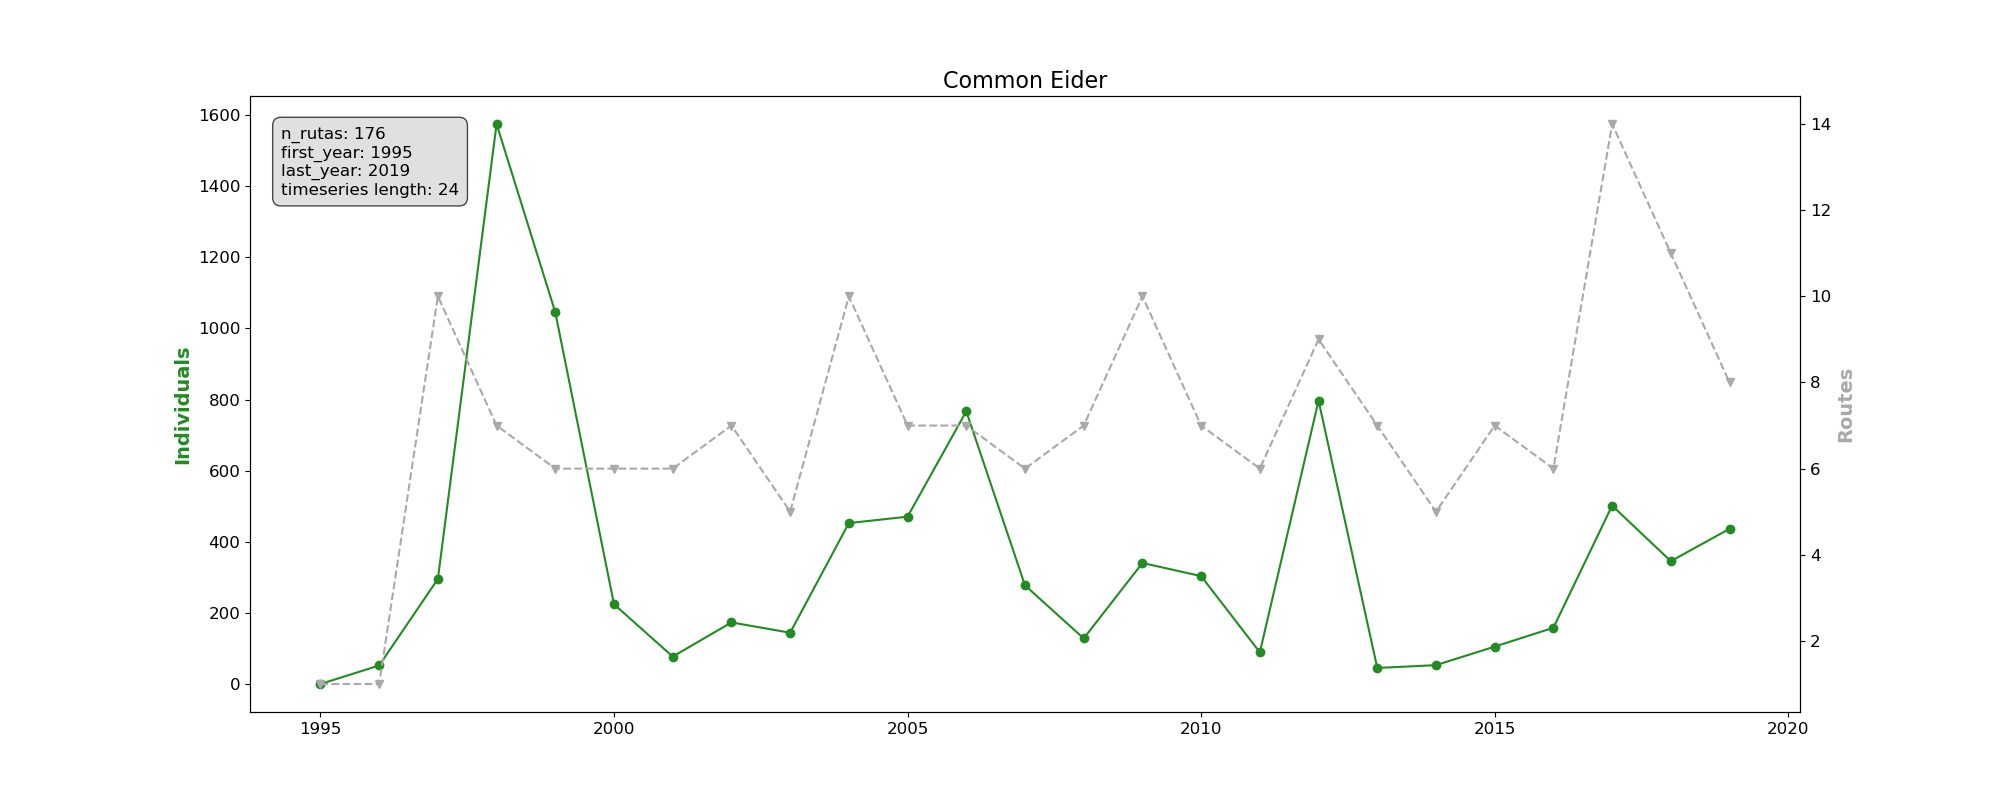 Common Eider
n_rutas: 176
first_year: 1995
last_year: 2019
timeseries length: 24
Individuals
1600
1400
1200
1000
800
600
400
200
0
14
12
10
8
6
4
2
Routes
1995 2000 2005 2010 2015 2020